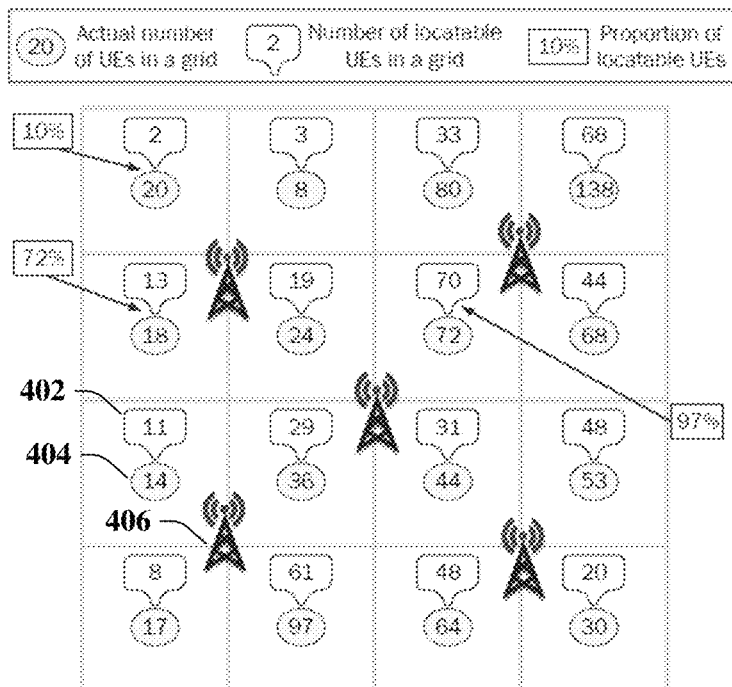 20 Actual number of UEs in a grid
2 Number of locatable UEs in a grid
10% Proportion of locatable UEs
10%
2 3 33 68
20 8 80 138
72%
13 19 70 44
18 24 72 68
97%
402
11 29 31 48
404
14 36 44 53
406
8 61 48 20
17 97 64 30